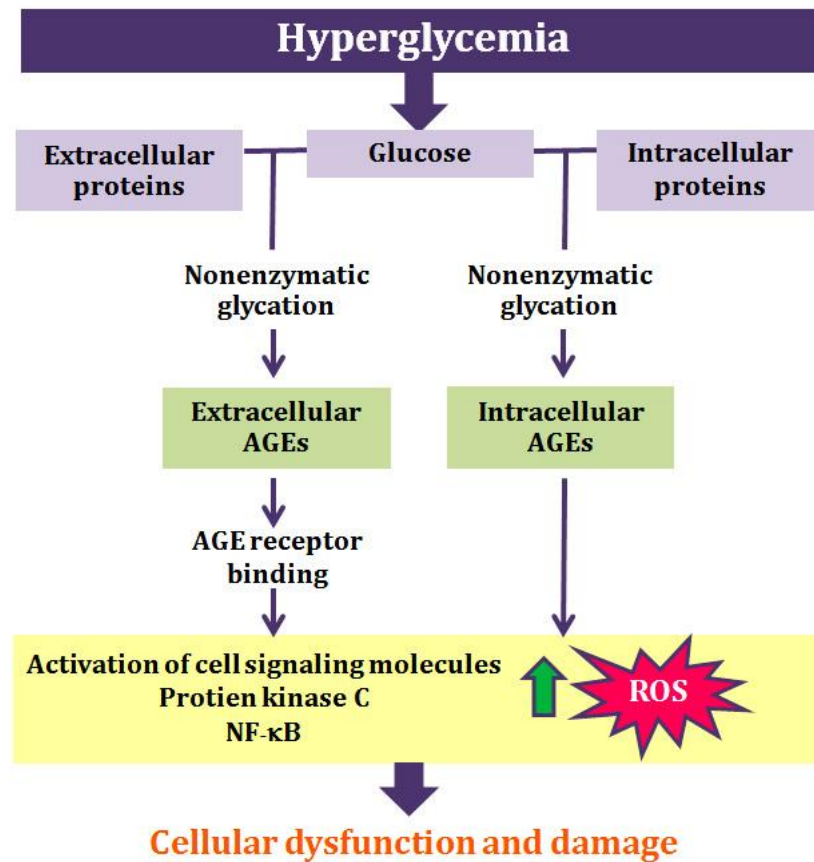 Hyperglycemia
Extracellular
proteins
Glucose
Intracellular
proteins
Nonenzymatic
glycation
Nonenzymatic
glycation
Extracellular
AGEs
Intracellular
AGEs
AGE receptor
binding
Activation of cell signaling molecules
Protien kinase C
NF-κB
ROS
Cellular dysfunction and damage